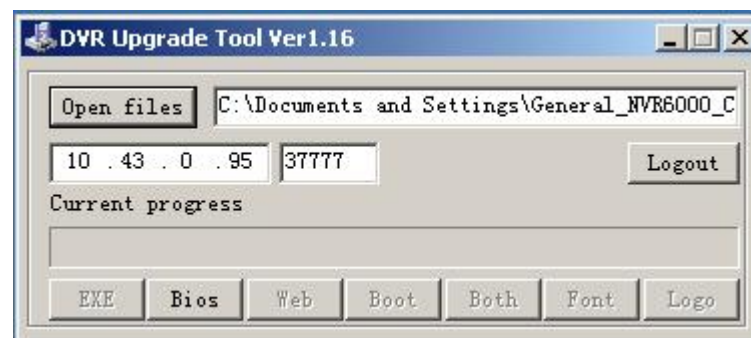 DVR Upgrade Tool Ver1.16
Open files C:\Documents and Settings\General_NVR6000_C
10 . 43 . 0 . 95 37777 Logout
Current progress
EXE Bios Web Boot Both Font Logo